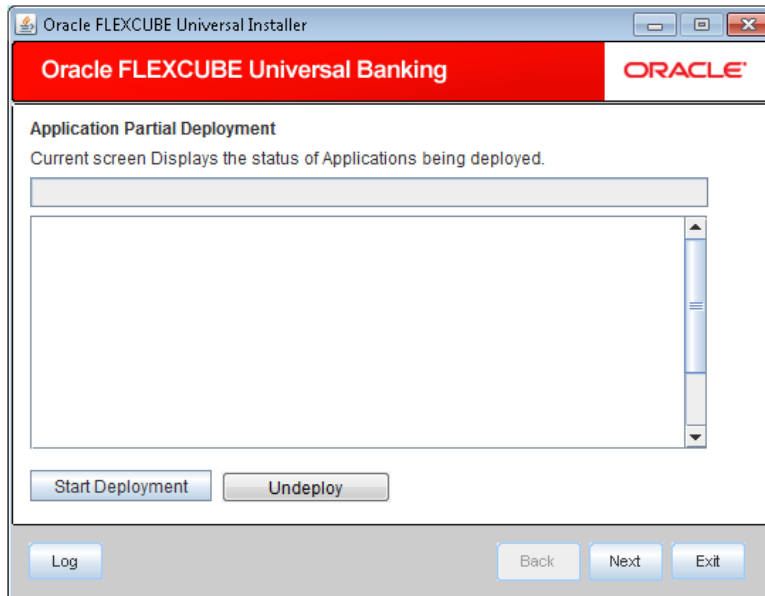 Oracle FLEXCUBE Universal Installer
Oracle FLEXCUBE Universal Banking
ORACLE
Application Partial Deployment
Current screen Displays the status of Applications being deployed.
Start Deployment Undeploy
Log Back Next Exit